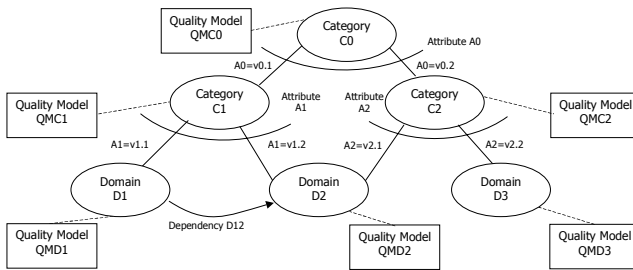 Quality Model
QMC0
Category
C0
Attribute A0
A0=v0.1
A0=v0.2
Quality Model
QMC1
Category
C1
Attribute
A1
Attribute
A2
Category
C2
Quality Model
QMC2
A1=v1.1
A1=v1.2
A2=v2.1
A2=v2.2
Domain
D1
Domain
D2
Domain
D3
Dependency D12
Quality Model
QMD1
Quality Model
QMD2
Quality Model
QMD3